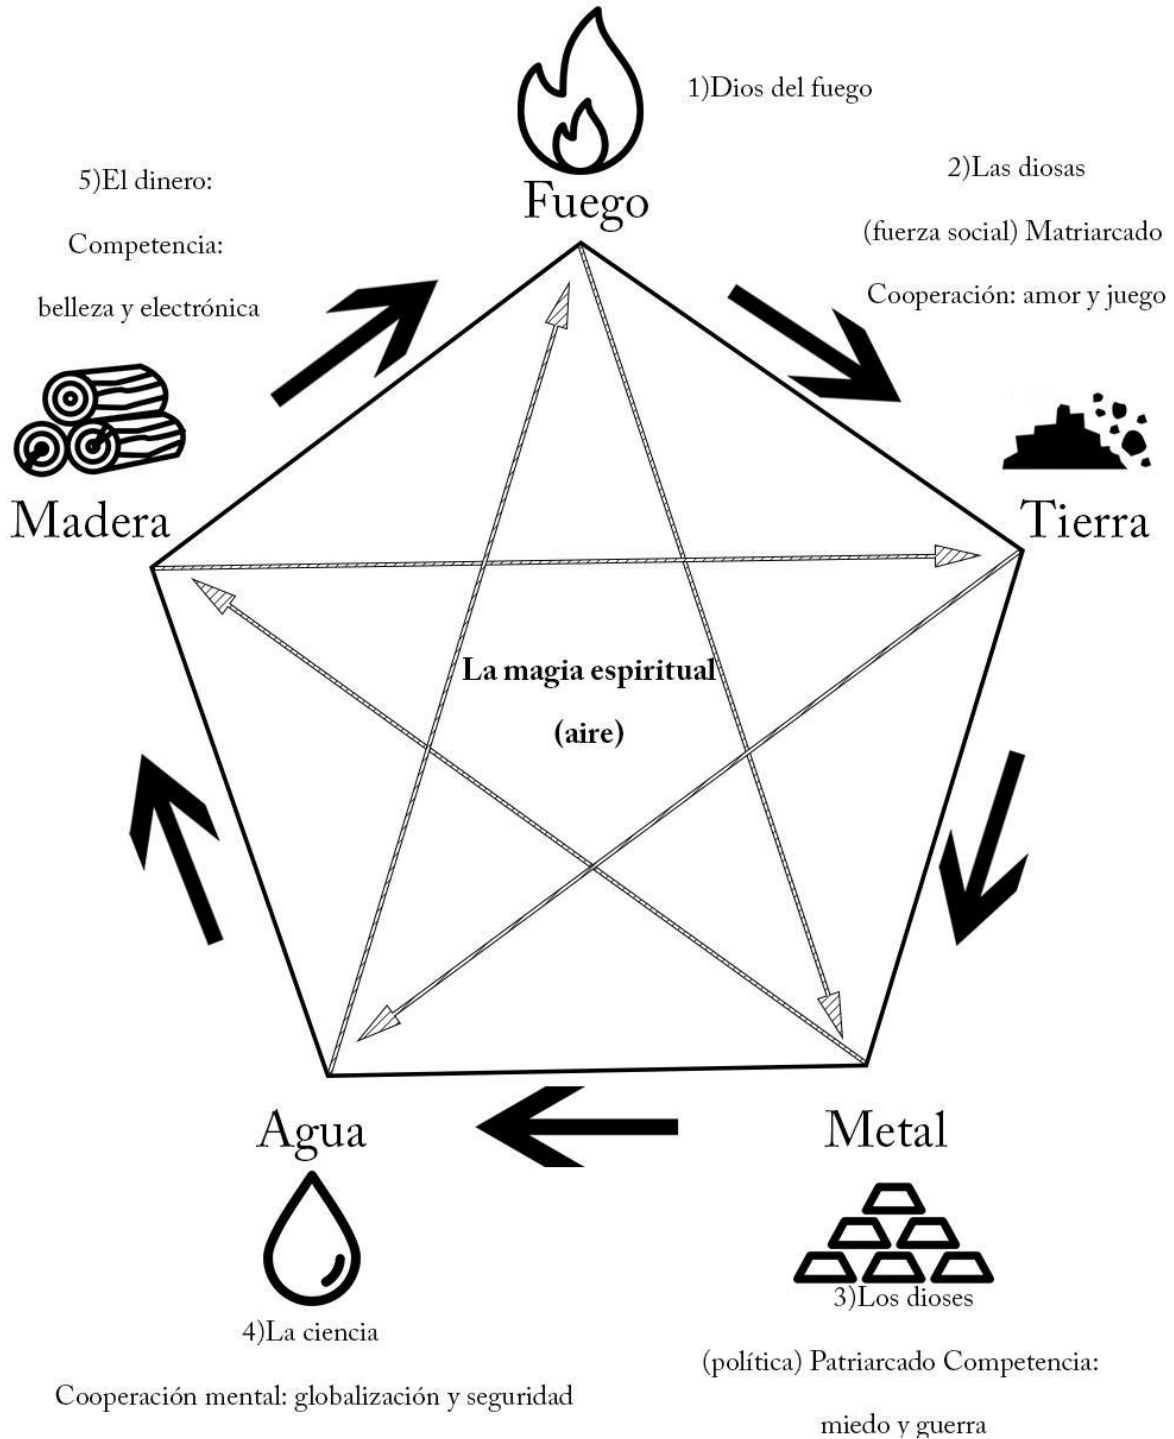 1)Dios del fuego
Fuego
2)Las diosas
(fuerza social) Matriarcado
Cooperación: amor y juego
5)El dinero:
Competencia:
belleza y electrónica
Madera
Tierra
La magia espiritual
(aire)
Agua
Metal
3)Los dioses
(política) Patriarcado Competencia:
miedo y guerra
4)La ciencia
Cooperación mental: globalización y seguridad